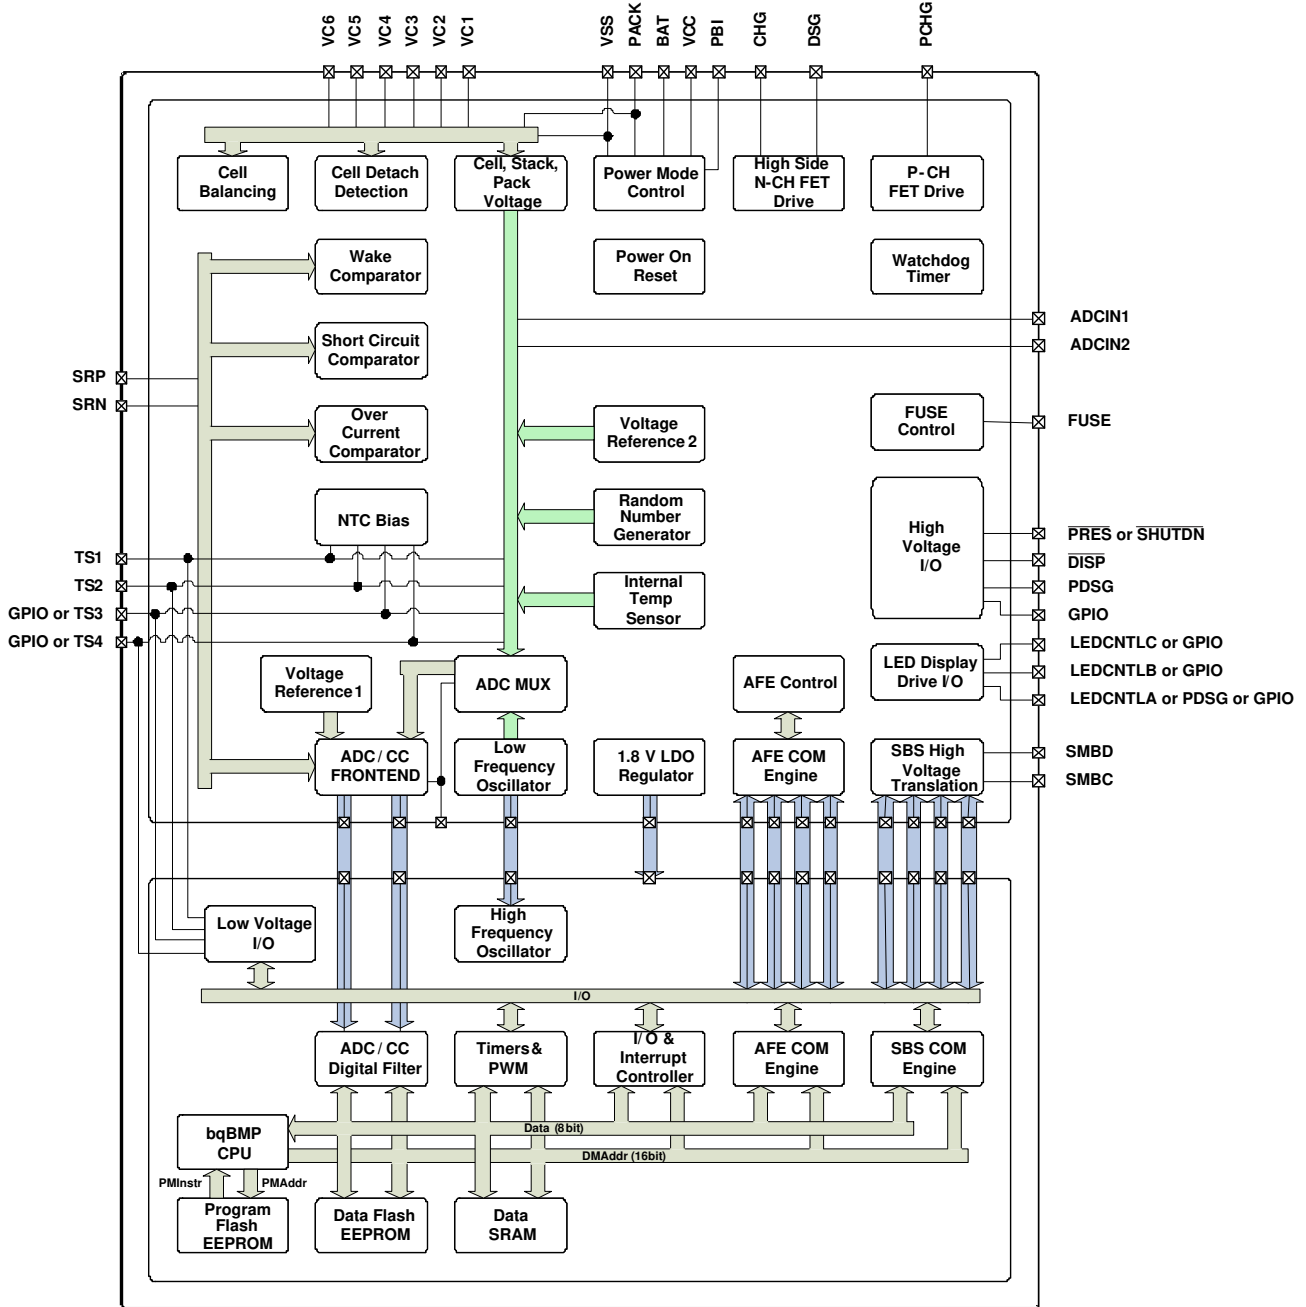 VC6
VC5
VC4
VC3
VC2
VC1
VSS
PACK
BAT
VCC
PBI
CHG
DSG
PCHG
Cell
Balancing
Cell Detach
Detection
Cell, Stack,
Pack
Voltage
Power Mode
Control
High Side
N-CH FET
Drive
P-CH
FET Drive
Wake
Comparator
Power On
Reset
Watchdog
Timer
ADCIN1
ADCIN2
Short Circuit
Comparator
SRP
SRN
Over
Current
Comparator
Voltage
Reference 2
FUSE
Control
FUSE
NTC Bias
Random
Number
Generator
High
Voltage
I/O
PRES or SHUTDN
DISP
PDSG
GPIO
TS1
TS2
GPIO or TS3
GPIO or TS4
Internal
Temp
Sensor
LED Display
Drive I/O
LEDCNTLC or GPIO
LEDCNTLB or GPIO
LEDCNTLA or PDSG or GPIO
Voltage
Reference 1
ADC MUX
AFE Control
ADC/CC
FRONTEND
Low
Frequency
Oscillator
1.8 V LDO
Regulator
AFE COM
Engine
SBS High
Voltage
Translation
SMBD
SMBC
Low Voltage
I/O
High
Frequency
Oscillator
I/O
ADC/CC
Digital Filter
Timers &
PWM
I/O &
Interrupt
Controller
AFE COM
Engine
SBS COM
Engine
bqBMP
CPU
Data (8bit)
DMAddr (16bit)
PMInstr
PMAddr
Program
Flash
EEPROM
Data Flash
EEPROM
Data
SRAM